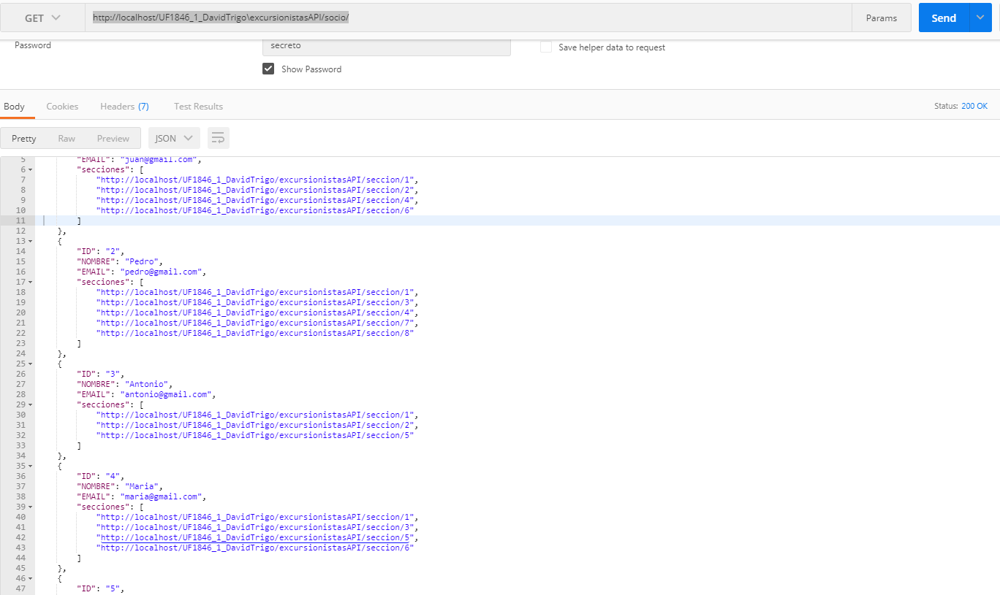 GET http://localhost/UF1846_1_DavidTrigo\excursionistasAPI/socio/ Params Send
Password secreto Save helper data to request
Show Password
Body Cookies Headers (7) Test Results Status: 200 OK
Pretty Raw Preview JSON
5 "EMAIL": "juan@gmail.com",
6 "secciones": [
7 "http://localhost/UF1846_1_DavidTrigo/excursionistasAPI/seccion/1",
8 "http://localhost/UF1846_1_DavidTrigo/excursionistasAPI/seccion/2",
9 "http://localhost/UF1846_1_DavidTrigo/excursionistasAPI/seccion/4",
10 "http://localhost/UF1846_1_DavidTrigo/excursionistasAPI/seccion/6"
11 ]
12 },
13 {
14 "ID": "2",
15 "NOMBRE": "Pedro",
16 "EMAIL": "pedro@gmail.com",
17 "secciones": [
18 "http://localhost/UF1846_1_DavidTrigo/excursionistasAPI/seccion/1",
19 "http://localhost/UF1846_1_DavidTrigo/excursionistasAPI/seccion/3",
20 "http://localhost/UF1846_1_DavidTrigo/excursionistasAPI/seccion/4",
21 "http://localhost/UF1846_1_DavidTrigo/excursionistasAPI/seccion/7",
22 "http://localhost/UF1846_1_DavidTrigo/excursionistasAPI/seccion/8"
23 ]
24 },
25 {
26 "ID": "3",
27 "NOMBRE": "Antonio",
28 "EMAIL": "antonio@gmail.com",
29 "secciones": [
30 "http://localhost/UF1846_1_DavidTrigo/excursionistasAPI/seccion/1",
31 "http://localhost/UF1846_1_DavidTrigo/excursionistasAPI/seccion/2",
32 "http://localhost/UF1846_1_DavidTrigo/excursionistasAPI/seccion/5"
33 ]
34 },
35 {
36 "ID": "4",
37 "NOMBRE": "Maria",
38 "EMAIL": "maria@gmail.com",
39 "secciones": [
40 "http://localhost/UF1846_1_DavidTrigo/excursionistasAPI/seccion/1",
41 "http://localhost/UF1846_1_DavidTrigo/excursionistasAPI/seccion/3",
42 "http://localhost/UF1846_1_DavidTrigo/excursionistasAPI/seccion/5",
43 "http://localhost/UF1846_1_DavidTrigo/excursionistasAPI/seccion/6"
44 ]
45 },
46 {
47 "ID": "5",